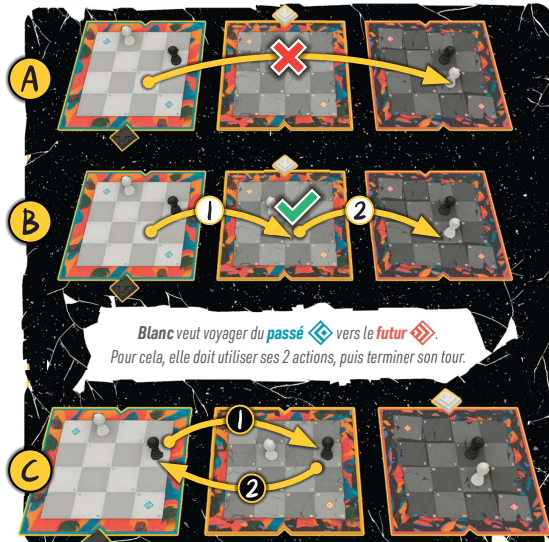 A
B
1
2
Blanc veut voyager du passé vers le futur.
Pour cela, elle doit utiliser ses 2 actions, puis terminer son tour.
C
1
2